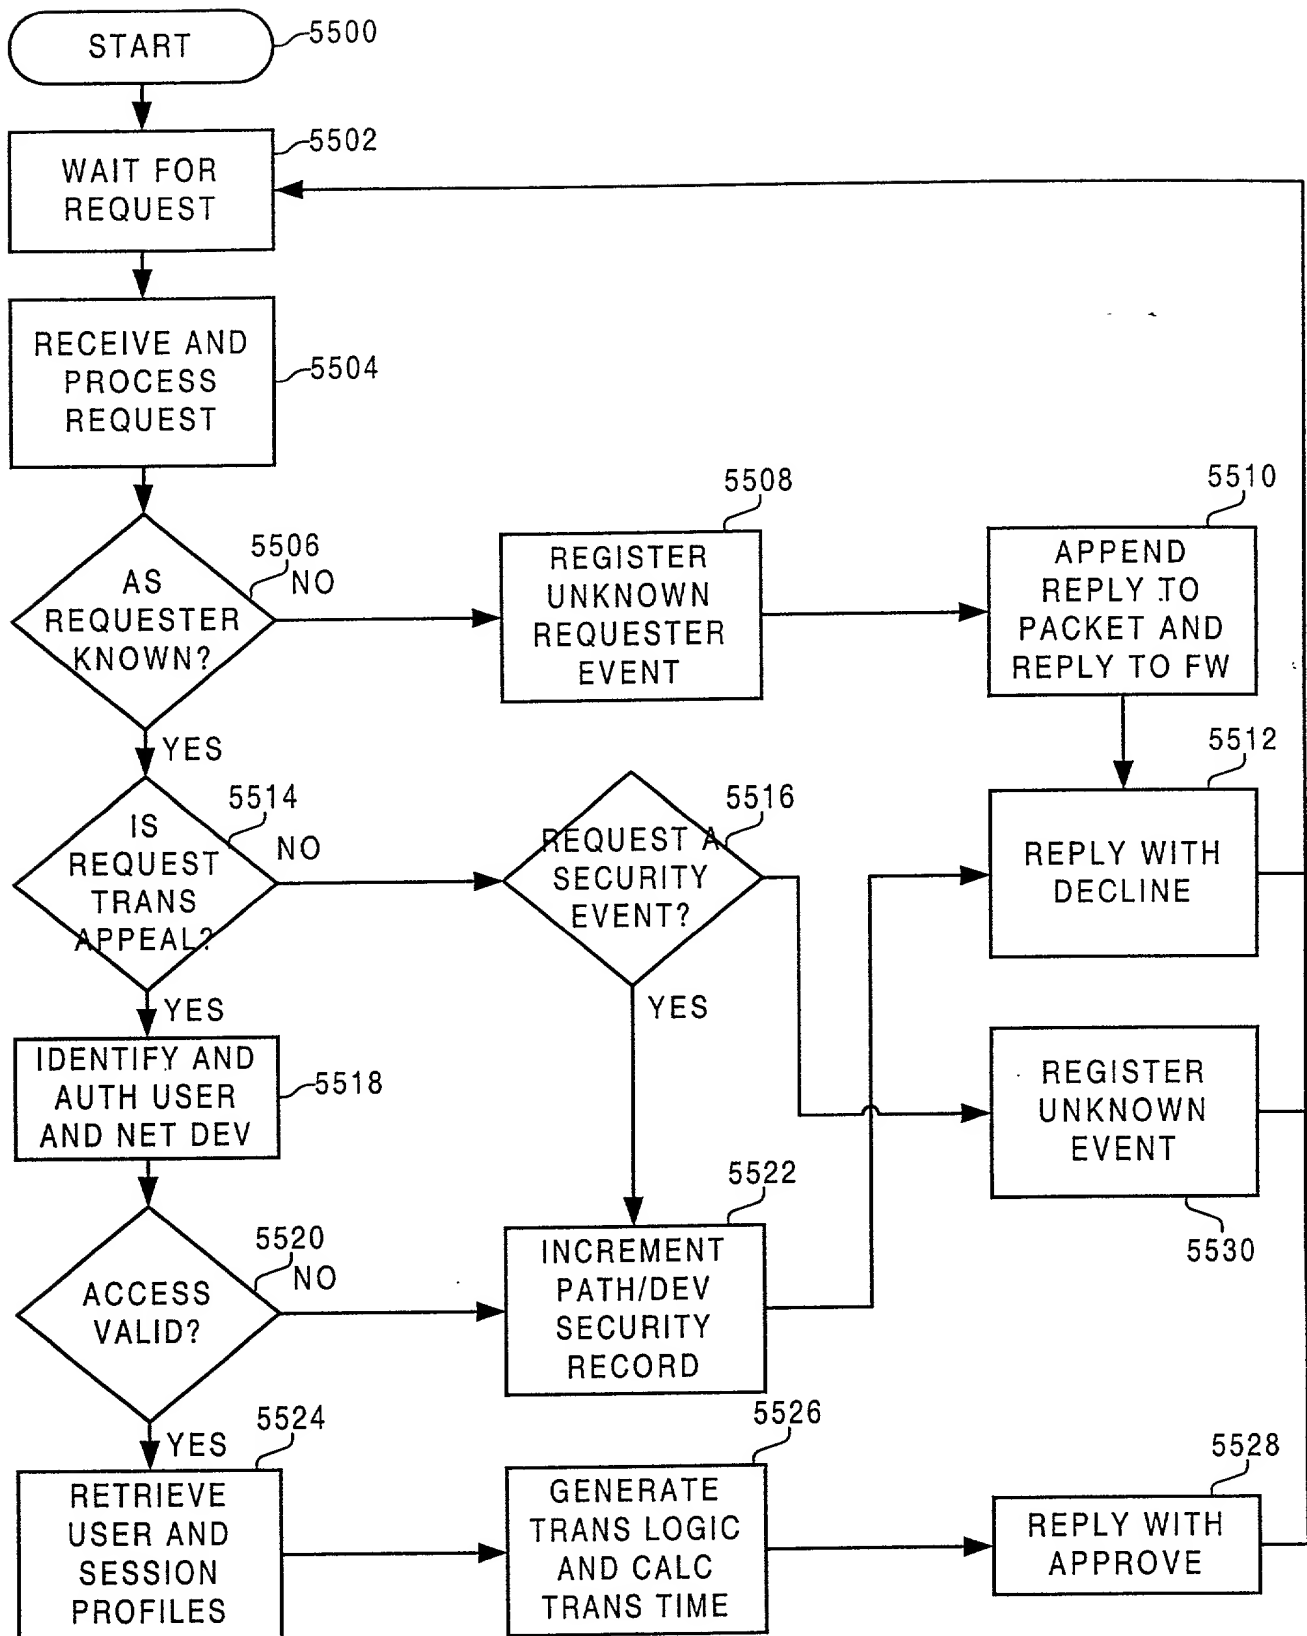 START
5500
WAIT FOR
REQUEST
5502
RECEIVE AND
PROCESS
REQUEST
5504
AS
REQUESTER
KNOWN?
5506
NO
YES
REGISTER
UNKNOWN
REQUESTER
EVENT
5508
APPEND
REPLY TO
PACKET AND
REPLY TO FW
5510
IS
REQUEST
TRANS
APPEAL?
5514
NO
YES
REQUEST A
SECURITY
EVENT?
5516
YES
REPLY WITH
DECLINE
5512
IDENTIFY AND
AUTH USER
AND NET DEV
5518
REGISTER
UNKNOWN
EVENT
5530
ACCESS
VALID?
5520
NO
YES
INCREMENT
PATH/DEV
SECURITY
RECORD
5522
RETRIEVE
USER AND
SESSION
PROFILES
5524
GENERATE
TRANS LOGIC
AND CALC
TRANS TIME
5526
REPLY WITH
APPROVE
5528